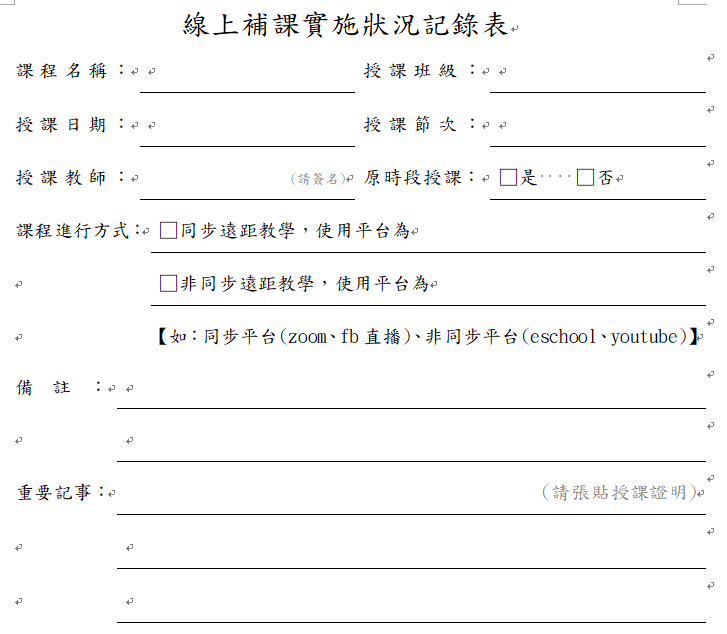 線上補課實施狀況記錄表
課程名稱： 授課班級：
授課日期： 授課節次：
授課教師： (請簽名) 原時段授課： □是‧‧‧‧□否
課程進行方式： □同步遠距教學，使用平台為
□非同步遠距教學，使用平台為
【如：同步平台(zoom、fb 直播)、非同步平台(eschool、youtube)】
備註：
重要記事： (請張貼授課證明)